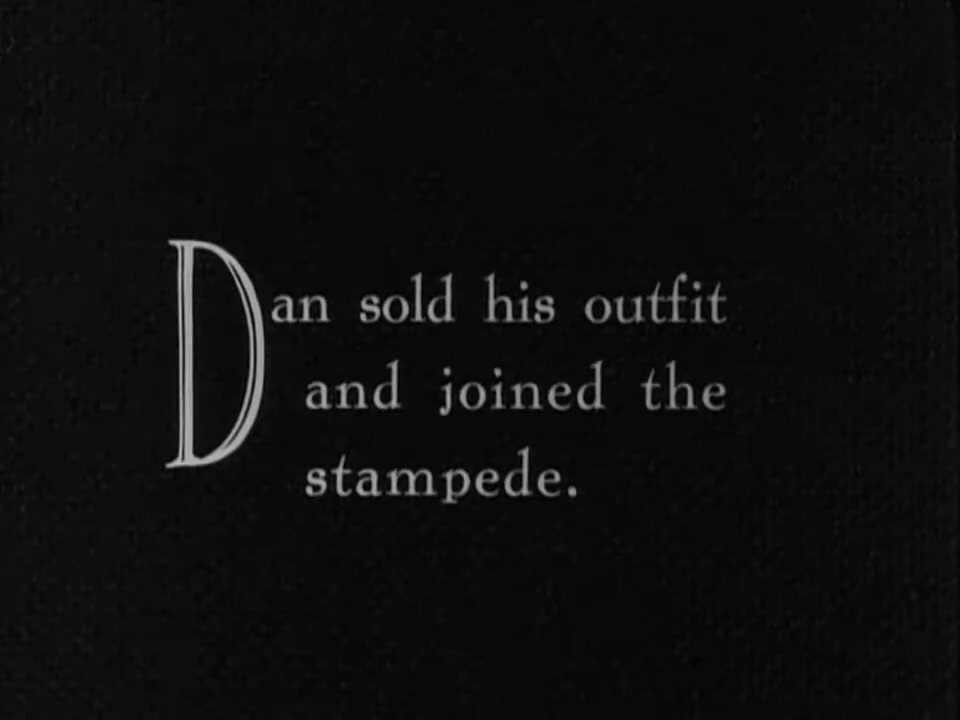 Dan sold his outfit
and joined the
stampede.